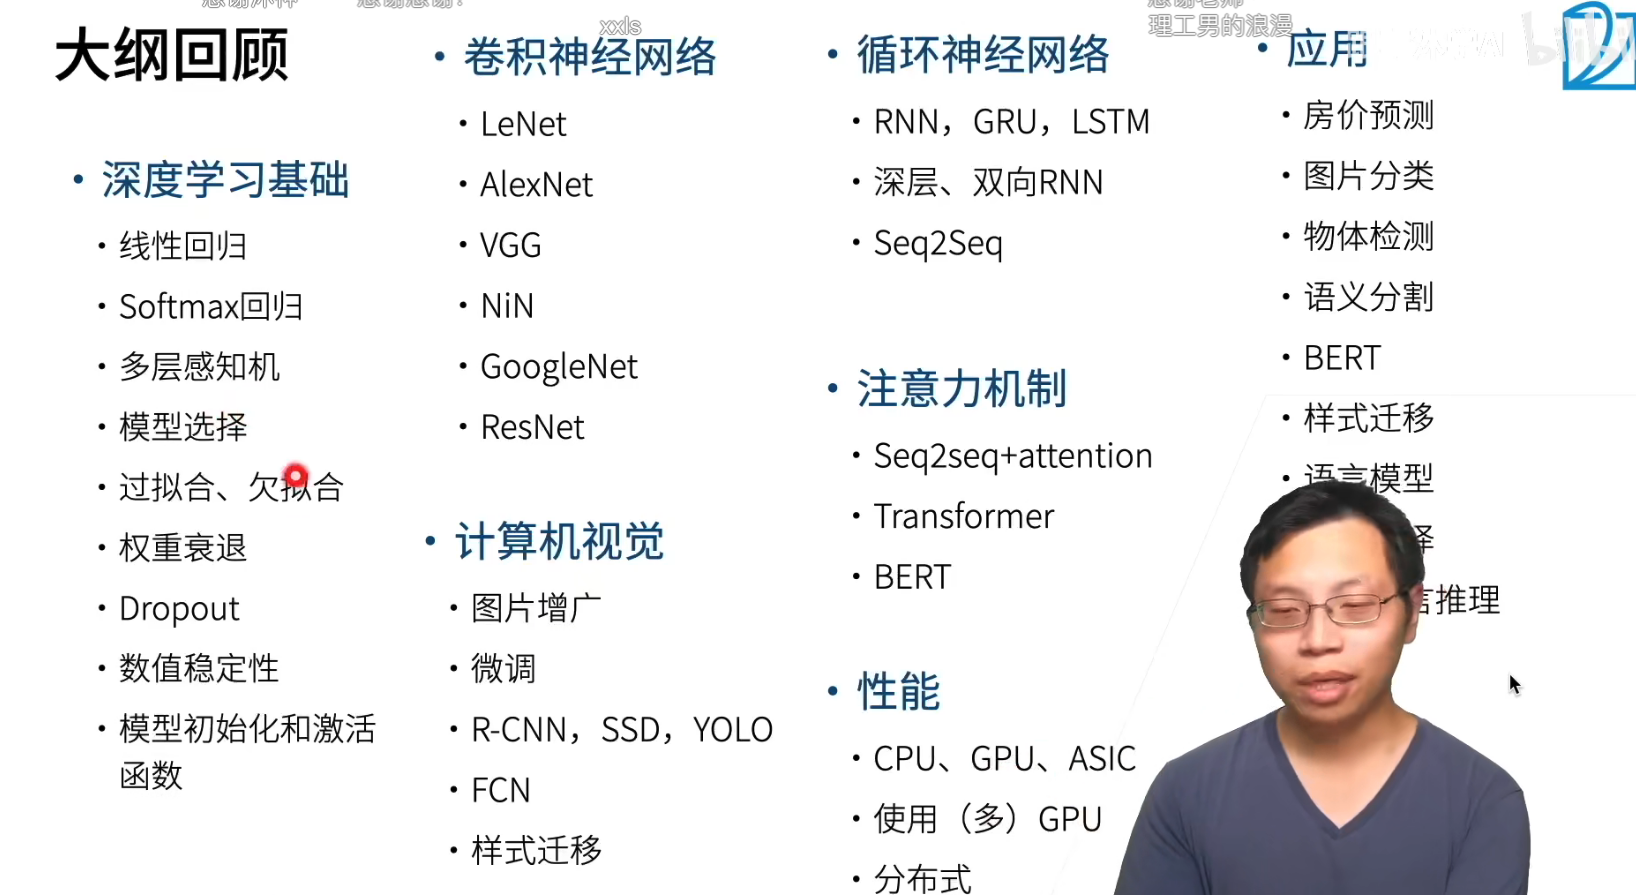 xxls
理工男的浪漫
大纲回顾
深度学习基础
线性回归
Softmax回归
多层感知机
模型选择
过拟合、欠拟合
权重衰退
Dropout
数值稳定性
模型初始化和激活
函数
卷积神经网络
LeNet
AlexNet
VGG
NiN
GoogleNet
ResNet
计算机视觉
图片增广
微调
R-CNN，SSD，YOLO
FCN
样式迁移
循环神经网络
RNN，GRU，LSTM
深层、双向RNN
Seq2Seq
注意力机制
Seq2seq+attention
Transformer
BERT
性能
CPU、GPU、ASIC
使用（多）GPU
分布式
应用
房价预测
图片分类
物体检测
语义分割
BERT
样式迁移
语言模型
推理